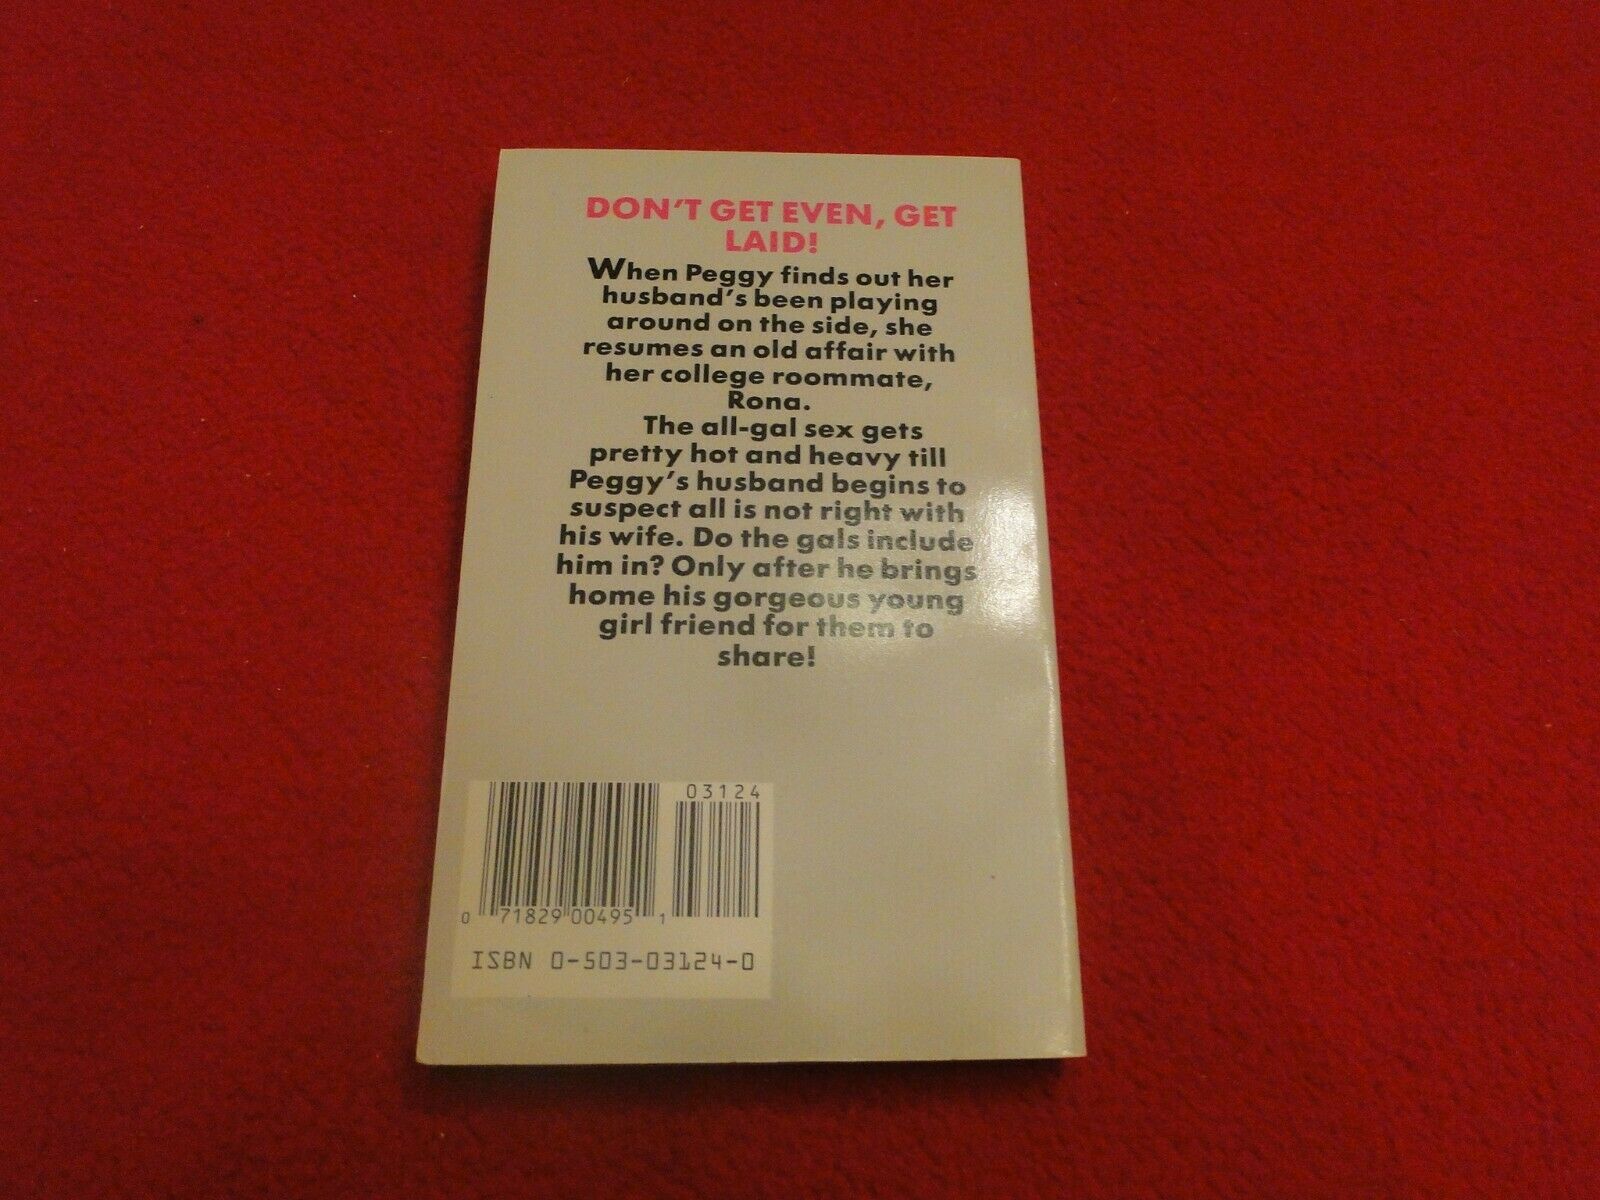 DON'T GET EVEN, GET
LAID!
When Peggy finds out her
husband's been playing
around on the side, she
resumes an old affair with
her college roommate,
Rona.
The all-gal sex gets
pretty hot and heavy till
Peggy's husband begins to
suspect all is not right with
his wife. Do the gals include
him in? Only after he brings
home his gorgeous young
girl friend for them to
share!
03124
0 71829 00495 1
ISBN 0-503-03124-0